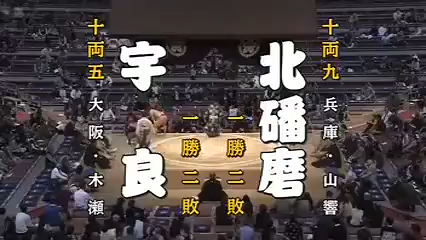 十両九 兵庫・山響
北磻磨
一勝二敗
一勝二敗
宇良
十両五 大阪・木瀬